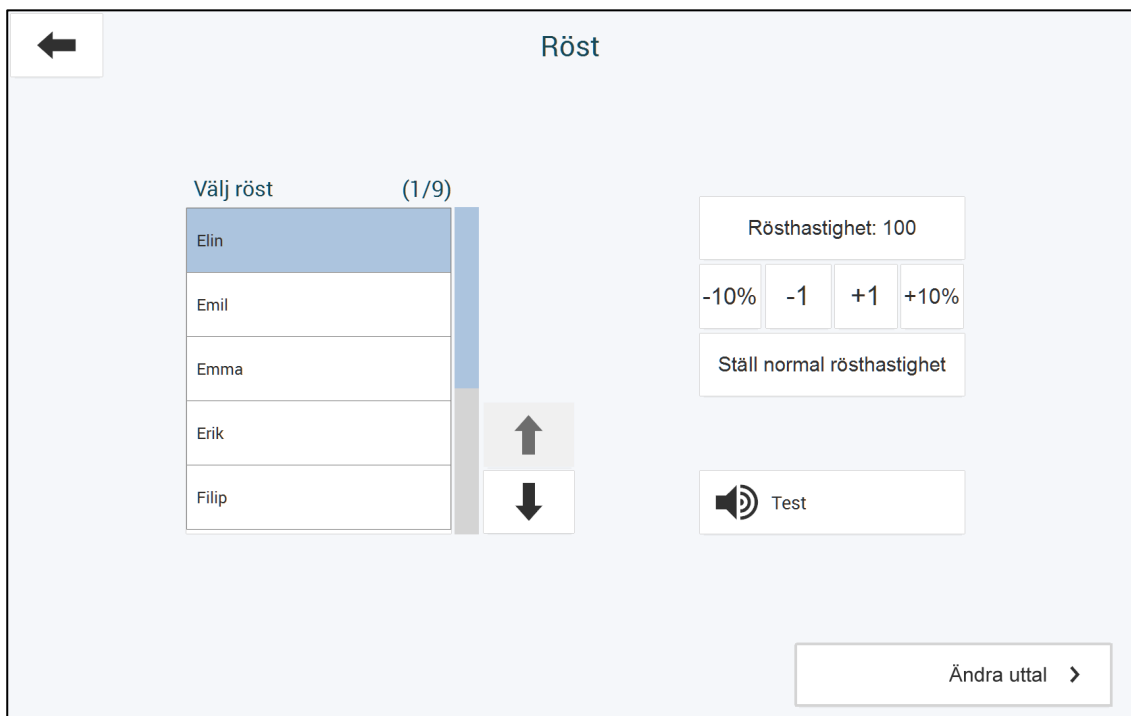 Röst
Välj röst (1/9)
Elin
Emil
Emma
Erik
Filip
Rösthastighet: 100
-10% -1 +1 +10%
Ställ normal rösthastighet
Test
Ändra uttal